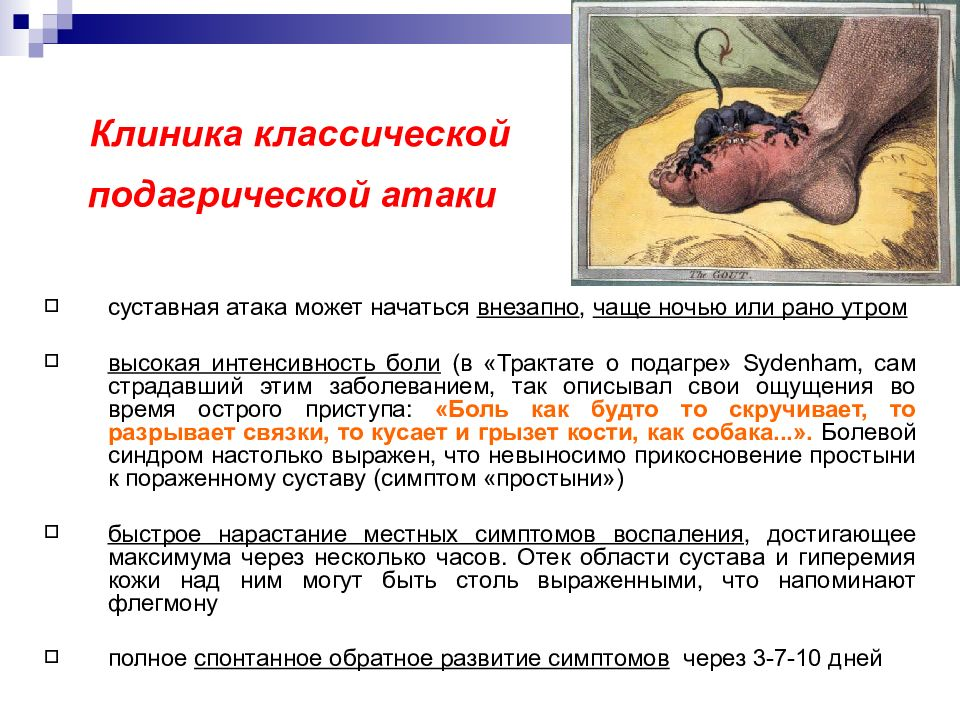 The GOUT.
Клиника классической
подагрической атаки
суставная атака может начаться внезапно, чаще ночью или рано утром
высокая интенсивность боли (в «Трактате о подагре» Sydenham, сам
страдавший этим заболеванием, так описывал свои ощущения во
время острого приступа: «Боль как будто то скручивает, то
разрывает связки, то кусает и грызет кости, как собака...». Болевой
синдром настолько выражен, что невыносимо прикосновение простыни
к пораженному суставу (симптом «простыни»)
быстрое нарастание местных симптомов воспаления, достигающее
максимума через несколько часов. Отек области сустава и гиперемия
кожи над ним могут быть столь выраженными, что напоминают
флегмону
полное спонтанное обратное развитие симптомов через 3-7-10 дней